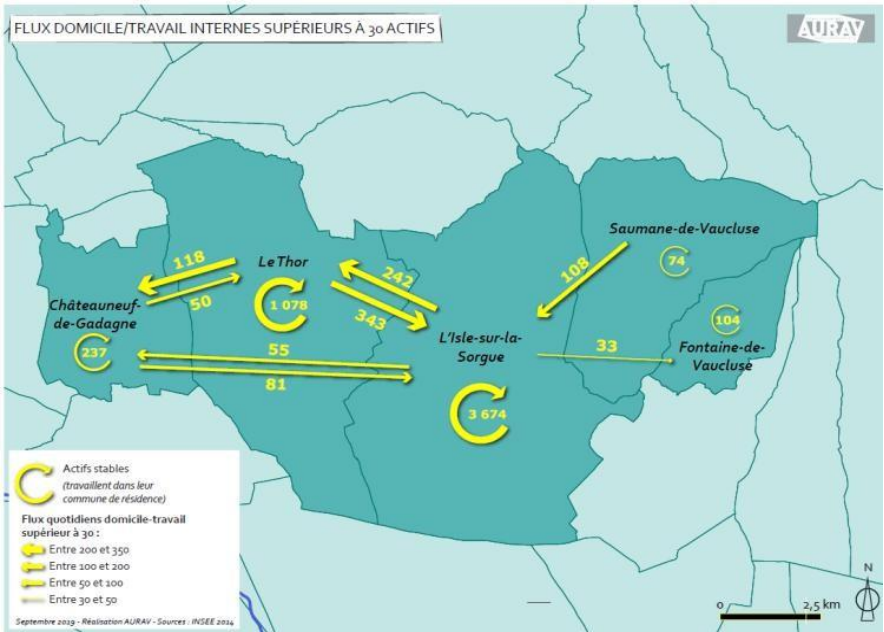 FLUX DOMICILE/TRAVAIL INTERNES SUPÉRIEURS À 30 ACTIFS
AURAV
Saumane-de-Vaucluse
74
108
118
Le Thor
242
50
1 078
104
Châteauneuf-
de-Gadagne
343
L'Isle-sur-la-
Sorgue
33
Fontaine-de-
Vaucluse
237
55
81
3 674
Actifs stables
(travaillent dans leur
commune de résidence)
Flux quotidiens domicile-travail
supérieur à 30 :
Entre 200 et 350
Entre 100 et 200
Entre 50 et 100
Entre 30 et 50
Septembre 2019 - Réalisation AURAV - Sources : INSEE 2014
N
0 2,5 km